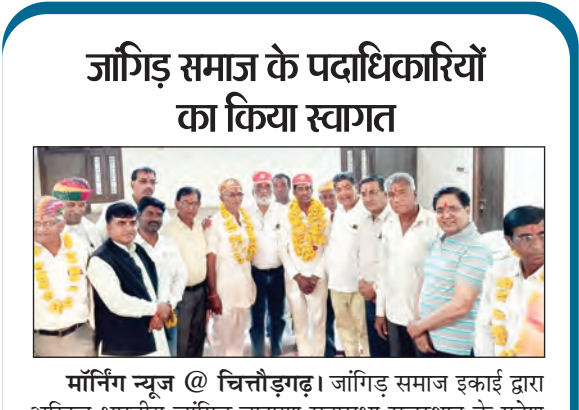 जांगिड़ समाज के पदाधिकारियों
का किया स्वागत
मॉर्निंग न्यूज @ चित्तौड़गढ़। जांगिड़ समाज इकाई द्वारा